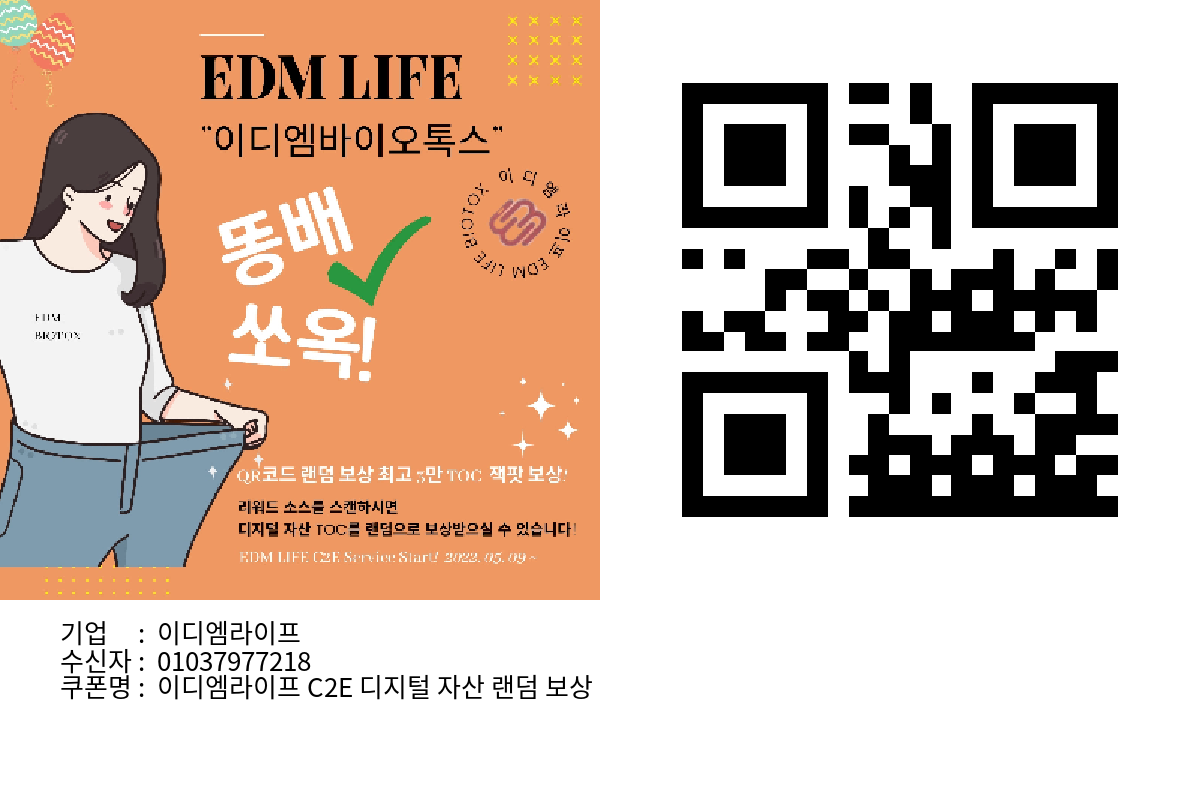 EDM LIFE
"이디엠바이오톡스"
이디엠라이프 EDM LIFE BIOTOX
똥배
쏘옥!
EDM
BIOTOX
QR코드 랜덤 보상 최고 5만 TOC 잭팟 보상!
리워드 소스를 스캔하시면
디지털 자산 TOC를 랜덤으로 보상받으실 수 있습니다!
EDM LIFE C2E Service Start! 2022. 05. 09 ~
기업 : 이디엠라이프
수신자 : 01037977218
쿠폰명 : 이디엠라이프 C2E 디지털 자산 랜덤 보상